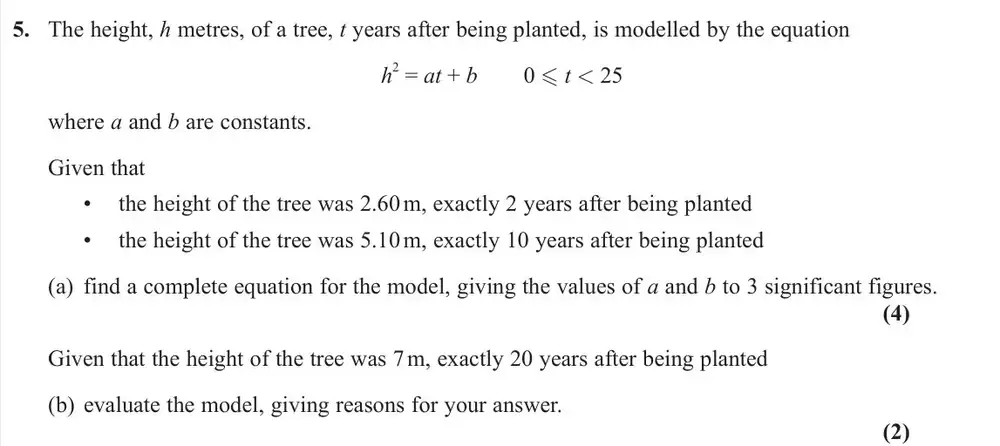 5. The height, h metres, of a tree, t years after being planted, is modelled by the equation
h² = at + b  0 ⩽ t < 25
where a and b are constants.
Given that
• the height of the tree was 2.60 m, exactly 2 years after being planted
• the height of the tree was 5.10 m, exactly 10 years after being planted
(a) find a complete equation for the model, giving the values of a and b to 3 significant figures.
(4)
Given that the height of the tree was 7 m, exactly 20 years after being planted
(b) evaluate the model, giving reasons for your answer.
(2)